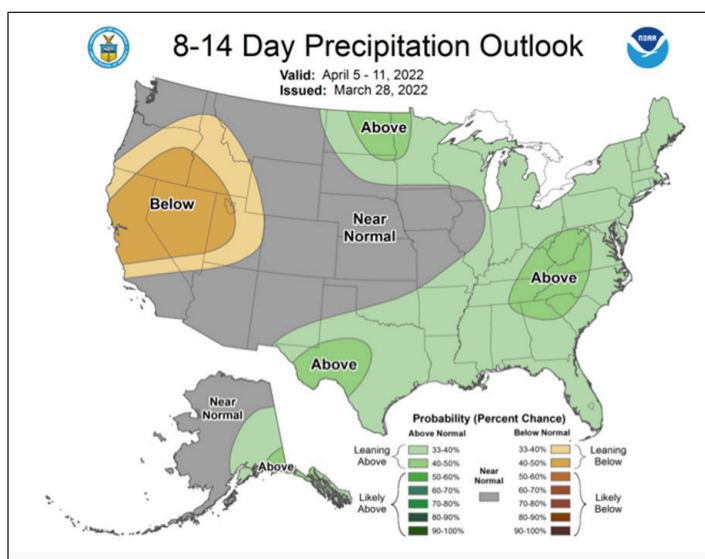 8-14 Day Precipitation Outlook
NOAA
Valid: April 5 - 11, 2022
Issued: March 28, 2022
Above
Below
Near
Normal
Above
Above
Near
Normal
Above
Probability (Percent Chance)
Above Normal
Below Normal
Leaning
Above
33-40%
40-50%
Likely
Above
50-60%
60-70%
70-80%
80-90%
90-100%
Near
Normal
33-40%
40-50%
Leaning
Below
50-60%
60-70%
70-80%
80-90%
90-100%
Likely
Below